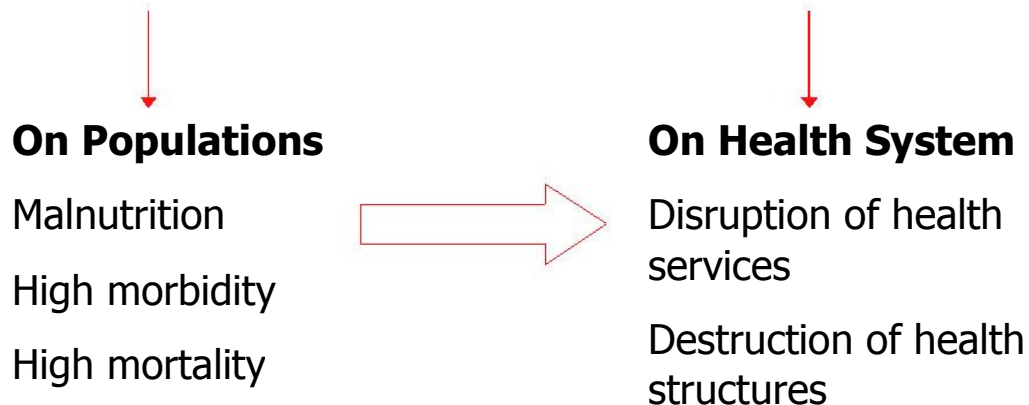 On Populations
Malnutrition
High morbidity
High mortality
On Health System
Disruption of health
services
Destruction of health
structures